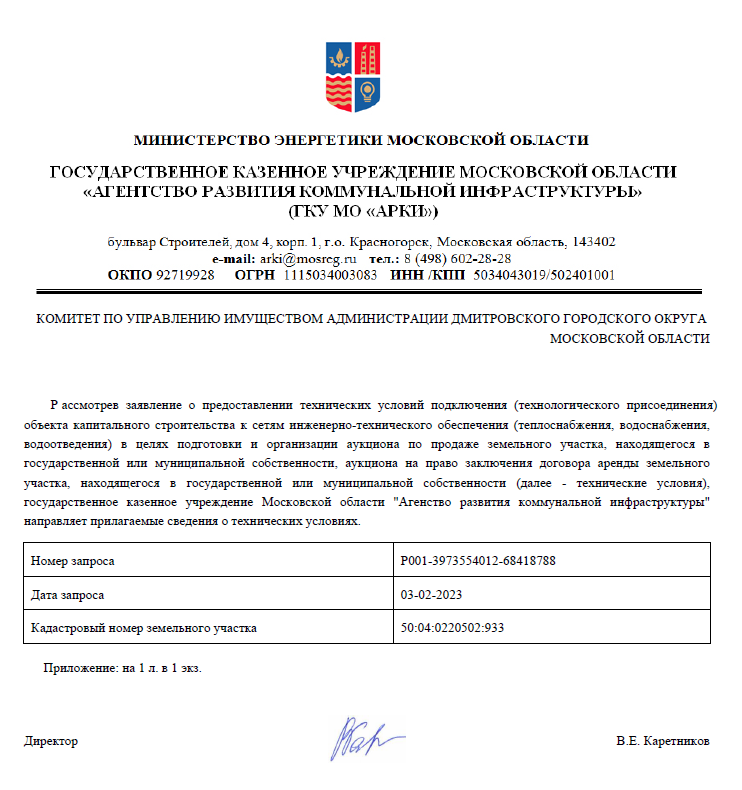 МИНИСТЕРСТВО ЭНЕРГЕТИКИ МОСКОВСКОЙ ОБЛАСТИ
ГОСУДАРСТВЕННОЕ КАЗЕННОЕ УЧРЕЖДЕНИЕ МОСКОВСКОЙ ОБЛАСТИ
«АГЕНТСТВО РАЗВИТИЯ КОММУНАЛЬНОЙ ИНФРАСТРУКТУРЫ»
(ГКУ МО «АРКИ»)
бульвар Строителей, дом 4, корп. 1, г.о. Красногорск, Московская область, 143402
e-mail: arki@mosreg.ru тел.: 8 (498) 602-28-28
ОКПО 92719928 ОГРН 1115034003083 ИНН /КПП 5034043019/502401001
КОМИТЕТ ПО УПРАВЛЕНИЮ ИМУЩЕСТВОМ АДМИНИСТРАЦИИ ДМИТРОВСКОГО ГОРОДСКОГО ОКРУГА
МОСКОВСКОЙ ОБЛАСТИ
Рассмотрев заявление о предоставлении технических условий подключения (технологического присоединения)
объекта капитального строительства к сетям инженерно-технического обеспечения (теплоснабжения, водоснабжения,
водоотведения) в целях подготовки и организации аукциона по продаже земельного участка, находящегося в
государственной или муниципальной собственности, аукциона на право заключения договора аренды земельного
участка, находящегося в государственной или муниципальной собственности (далее - технические условия),
государственное казенное учреждение Московской области "Агенство развития коммунальной инфраструктуры"
направляет прилагаемые сведения о технических условиях.
Номер запроса P001-3973554012-68418788
Дата запроса 03-02-2023
Кадастровый номер земельного участка 50:04:0220502:933
Приложение: на 1 л. в 1 экз.
Директор В.Е. Каретников